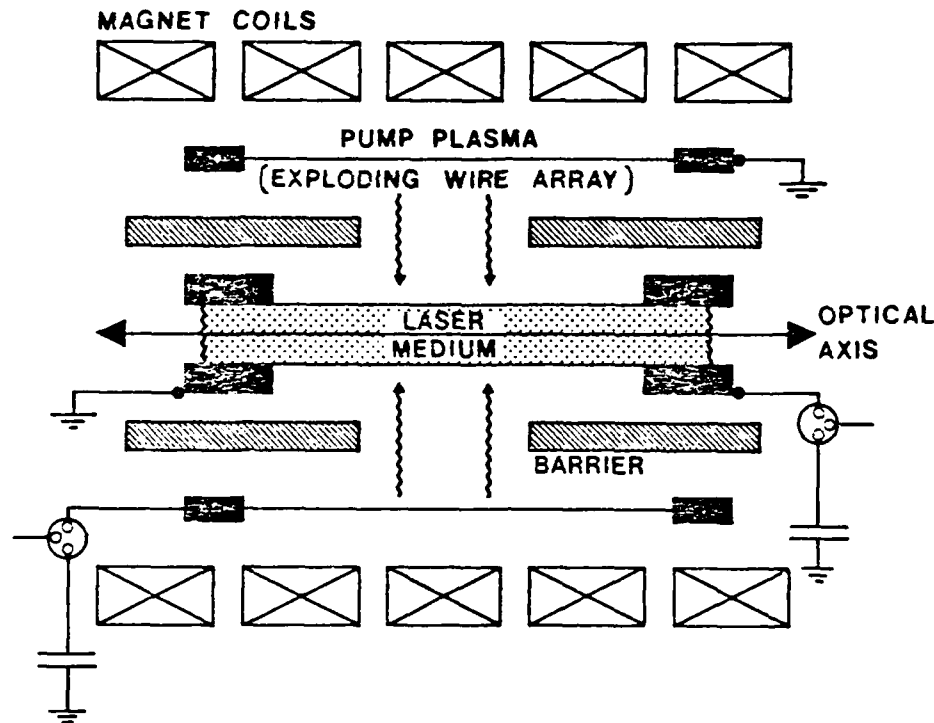 MAGNET COILS
PUMP PLASMA
(EXPLODING WIRE ARRAY)
LASER
MEDIUM
OPTICAL
AXIS
BARRIER